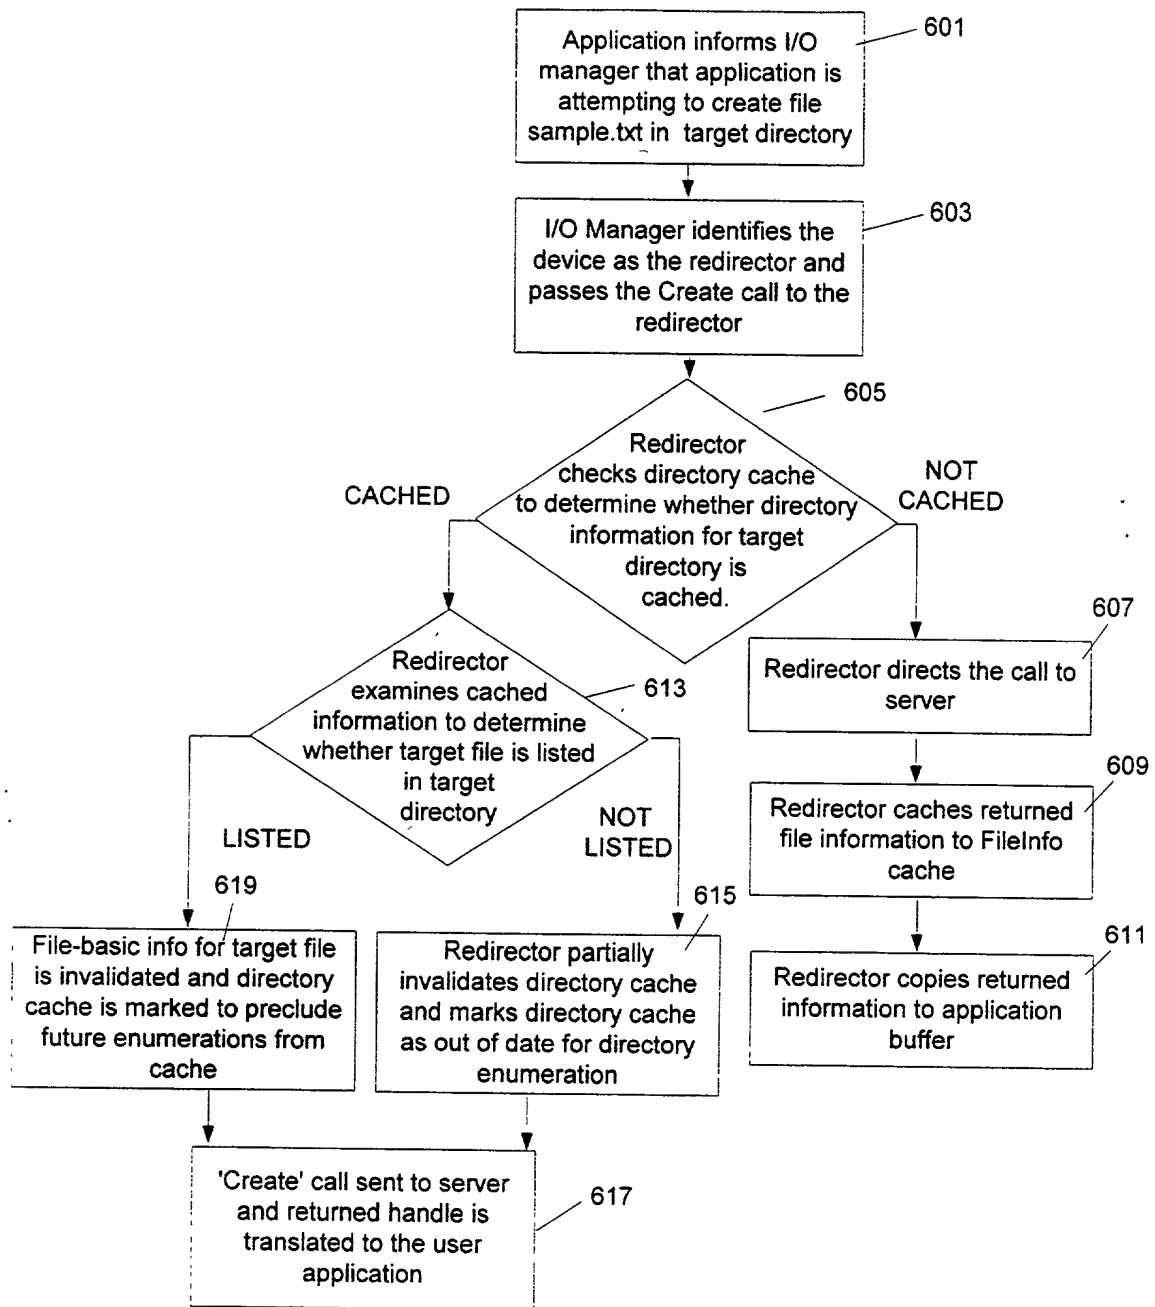 601
Application informs I/O
manager that application is
attempting to create file
sample.txt in target directory
603
I/O Manager identifies the
device as the redirector and
passes the Create call to the
redirector
605
Redirector
checks directory cache
to determine whether directory
information for target
directory is
cached.
CACHED
NOT
CACHED
607
Redirector directs the call to
server
613
Redirector
examines cached
information to determine
whether target file is listed
in target
directory
609
Redirector caches returned
file information to FileInfo
cache
LISTED
NOT
LISTED
619
File-basic info for target file
is invalidated and directory
cache is marked to preclude
future enumerations from
cache
615
Redirector partially
invalidates directory cache
and marks directory cache
as out of date for directory
enumeration
611
Redirector copies returned
information to application
buffer
'Create' call sent to server
and returned handle is
translated to the user
application
617